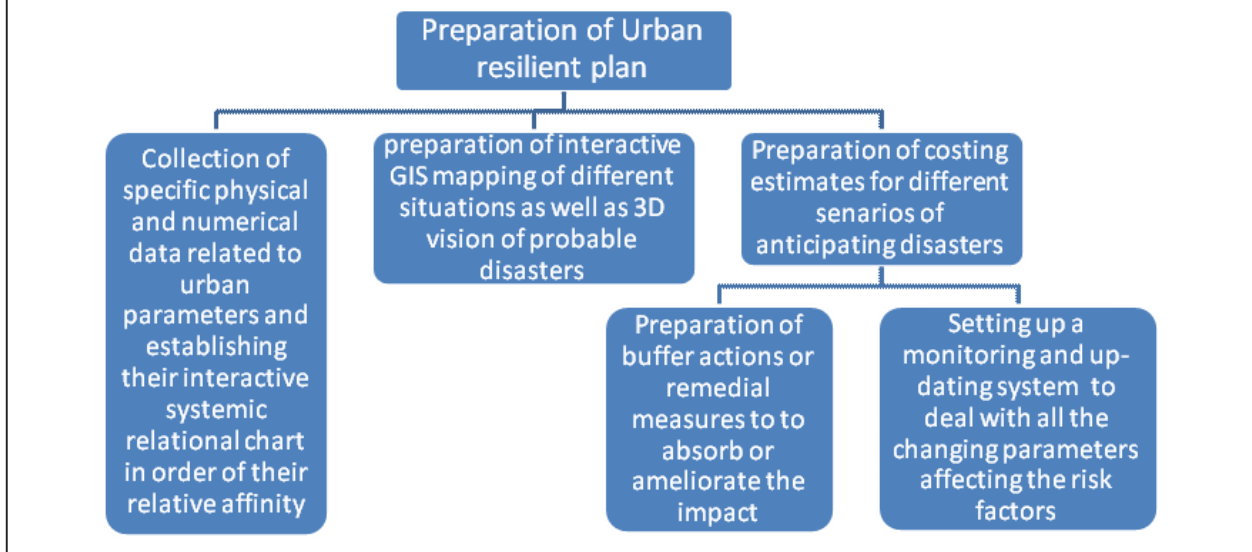 Preparation of Urban
resilient plan
Collection of
specific physical
and numerical
data related to
urban
parameters and
establishing
their interactive
systemic
relational chart
in order of their
relative affinity
preparation of interactive
GIS mapping of different
situations as well as 3D
vision of probable
disasters
Preparation of costing
estimates for different
senarios of
anticipating disasters
Preparation of
buffer actions or
remedial
measures to to
absorb or
ameliorate the
impact
Setting up a
monitoring and up-
dating system to
deal with all the
changing parameters
affecting the risk
factors